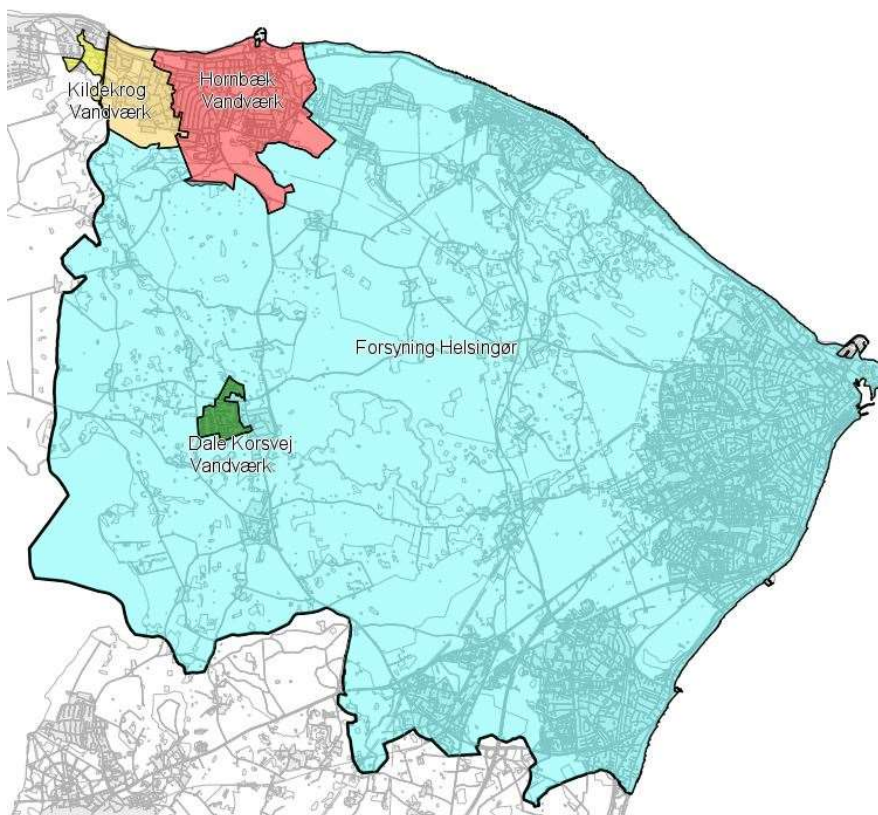 Kildekrog
Vandværk
Hornbæk
Vandværk
Forsyning Helsingør
Dale Korsvej
Vandværk